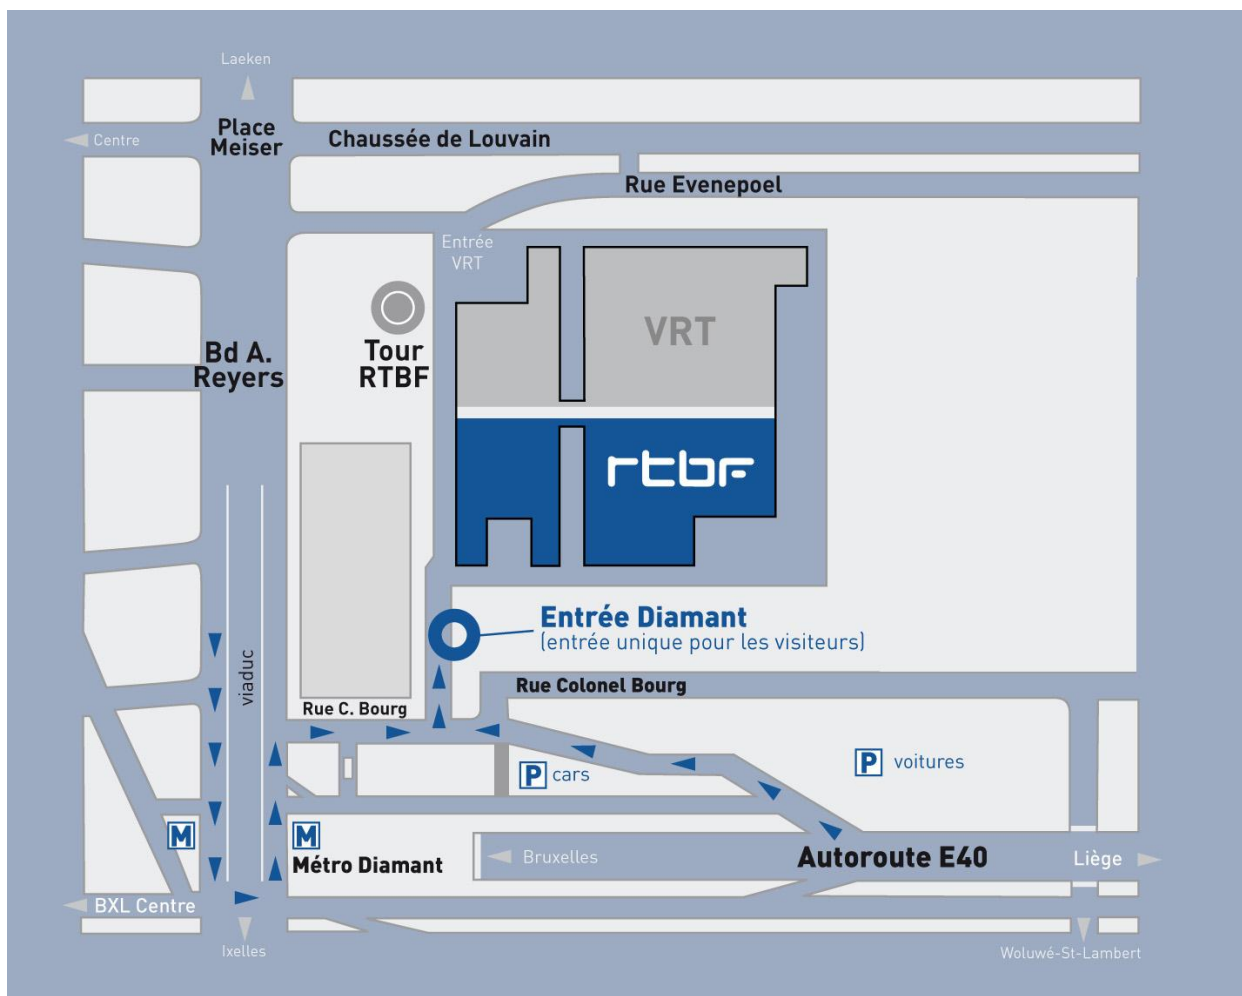 Laeken
Place
Meiser
Centre
Chaussée de Louvain
Rue Evenepoel
Entrée
VRT
VRT
Bd A.
Reyers
Tour
RTBF
rtbf
Entrée Diamant
(entrée unique pour les visiteurs)
viaduc
Rue Colonel Bourg
Rue C. Bourg
P voitures
P cars
M
M
Métro Diamant
Bruxelles
Autoroute E40
Liège
BXL Centre
Ixelles
Woluwé-St-Lambert